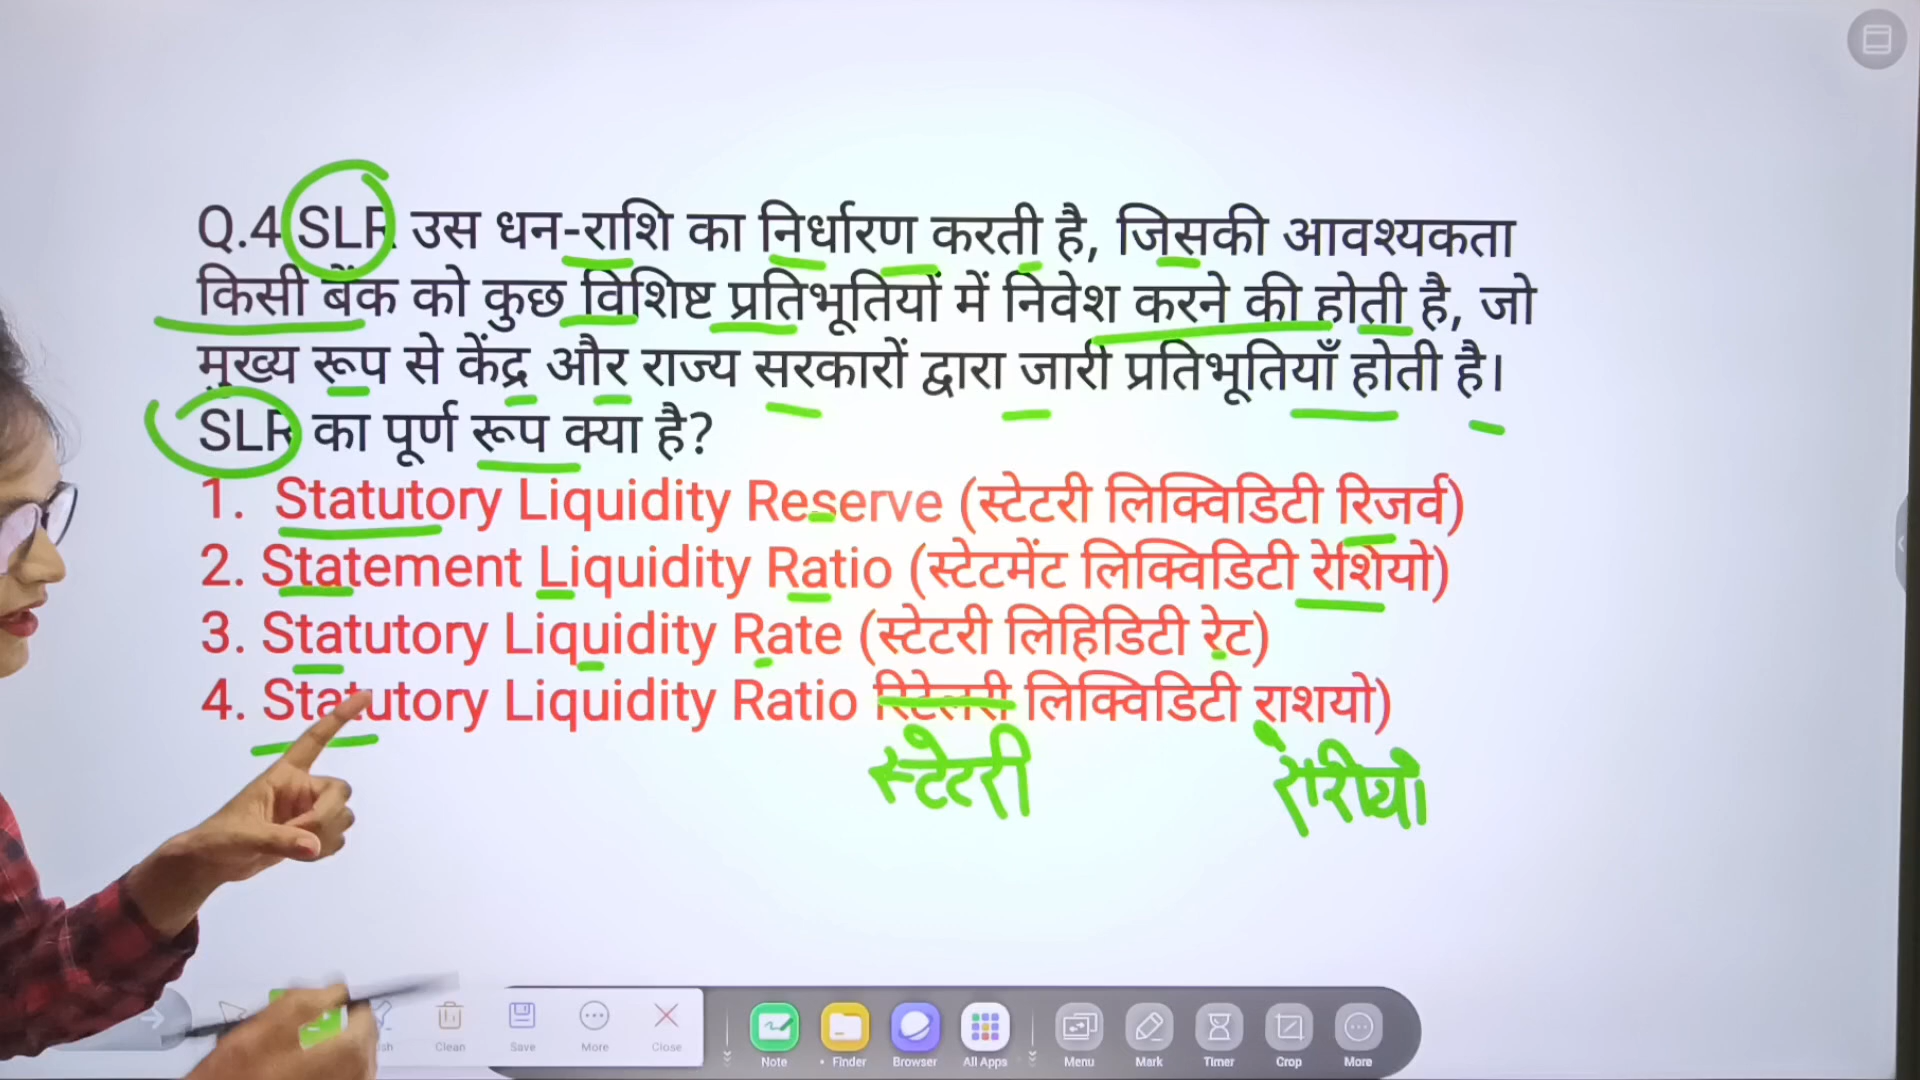 Q.4 SLR उस धन-राशि का निर्धारण करती है, जिसकी आवश्यकता
किसी बैंक को कुछ विशिष्ट प्रतिभूतियों में निवेश करने की होती है, जो
मुख्य रूप से केंद्र और राज्य सरकारों द्वारा जारी प्रतिभूतियाँ होती है।
SLR का पूर्ण रूप क्या है?
1. Statutory Liquidity Reserve (स्टेटरी लिक्विडिटी रिजर्व)
2. Statement Liquidity Ratio (स्टेटमेंट लिक्विडिटी रेशियो)
3. Statutory Liquidity Rate (स्टेटरी लिहिडिटी रेट)
4. Statutory Liquidity Ratio रिटेलरी लिक्विडिटी राशयो)
स्टेटरी
Clean Save More Close Note Finder Browser All Apps Menu Mark Timer Crop More